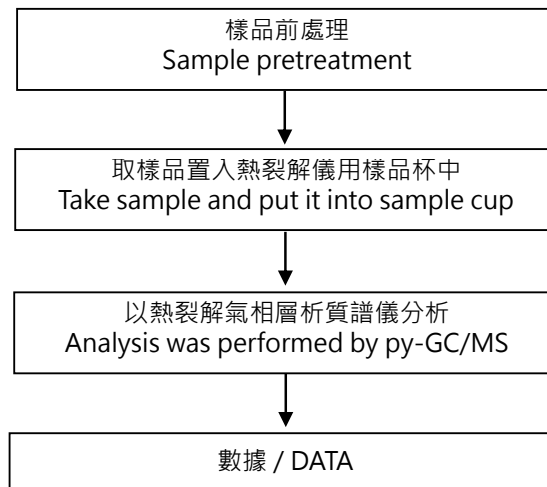 樣品前處理
Sample pretreatment
取樣品置入熱裂解儀用樣品杯中
Take sample and put it into sample cup
以熱裂解氣相層析質譜儀分析
Analysis was performed by py-GC/MS
數據 / DATA